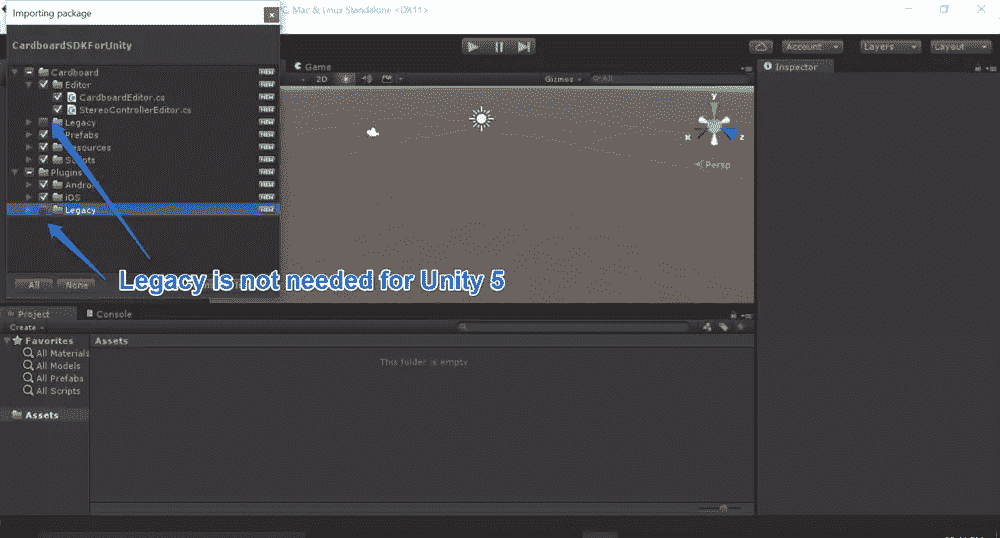 Importing package
C, Mac & Linux Standalone <DX11>
CardboardSDKForUnity
Account
Layers
Layout
Game
Inspector
2D
Gizmos
All
Cardboard
NEW
Editor
CardboardEditor.cs
NEW
StereoControllerEditor.cs
NEW
Legacy
NEW
Prefabs
NEW
Resources
NEW
Scripts
NEW
Plugins
NEW
Android
NEW
iOS
NEW
Legacy
NEW
y
x
z
Persp
Legacy is not needed for Unity 5
All
None
Project
Console
Create
Favorites
Assets
All Materials
All Models
All Prefabs
All Scripts
This folder is empty
Assets